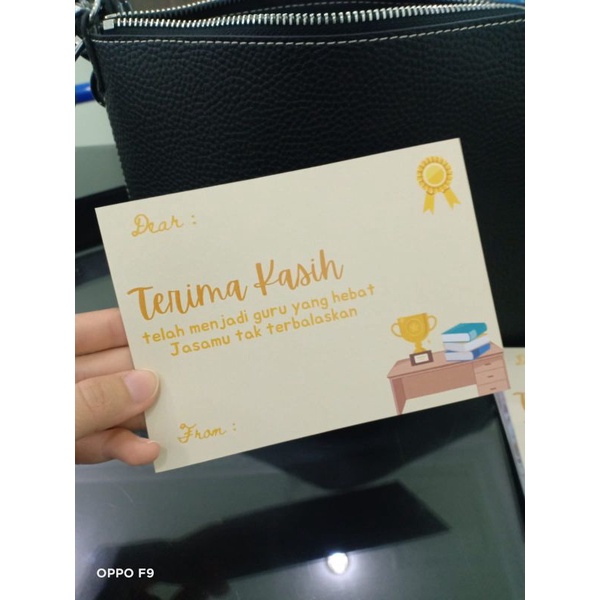 Dear :
Terima Kasih
telah menjadi guru yang hebat
Jasamu tak terbalaskan
From :
OPPO F9